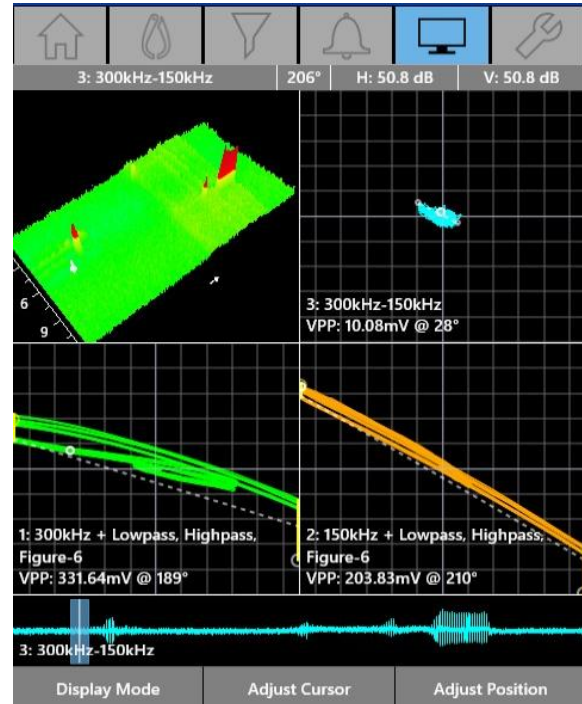 3: 300kHz-150kHz 206° H: 50.8 dB V: 50.8 dB
6
9
3: 300kHz-150kHz
VPP: 10.08mV @ 28°
1: 300kHz + Lowpass, Highpass,
Figure-6
VPP: 331.64mV @ 189°
2: 150kHz + Lowpass, Highpass,
Figure-6
VPP: 203.83mV @ 210°
3: 300kHz-150kHz
Display Mode Adjust Cursor Adjust Position